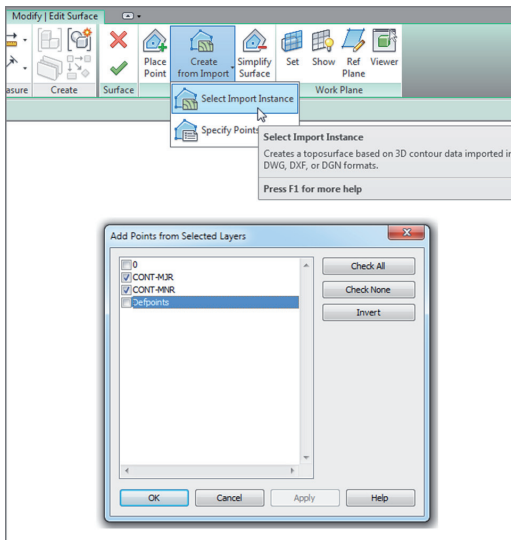 Modify | Edit Surface
Place Point
Create from Import
Simplify Surface
Set
Show
Ref Plane
Viewer
asure
Create
Surface
Work Plane
Select Import Instance
Specify Points
Select Import Instance
Creates a toposurface based on 3D contour data imported in
DWG, DXF, or DGN formats.
Press F1 for more help
Add Points from Selected Layers
0
CONT-MJR
CONT-MNR
Defpoints
Check All
Check None
Invert
OK
Cancel
Apply
Help